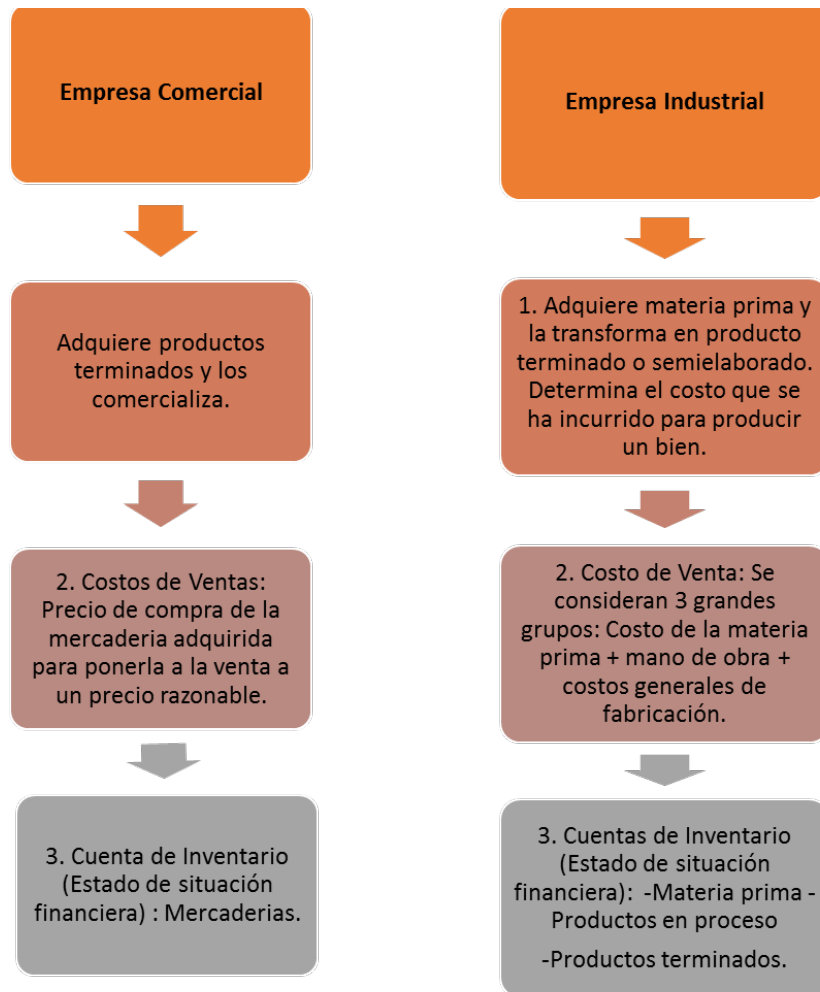 Empresa Comercial
Adquiere productos
terminados y los
comercializa.
2. Costos de Ventas:
Precio de compra de la
mercaderia adquirida
para ponerla a la venta a
un precio razonable.
3. Cuenta de Inventario
(Estado de situación
financiera) : Mercaderias.
Empresa Industrial
1. Adquiere materia prima y
la transforma en producto
terminado o semielaborado.
Determina el costo que se
ha incurrido para producir
un bien.
2. Costo de Venta: Se
consideran 3 grandes
grupos: Costo de la materia
prima + mano de obra +
costos generales de
fabricación.
3. Cuentas de Inventario
(Estado de situación
financiera): -Materia prima -
Productos en proceso
-Productos terminados.